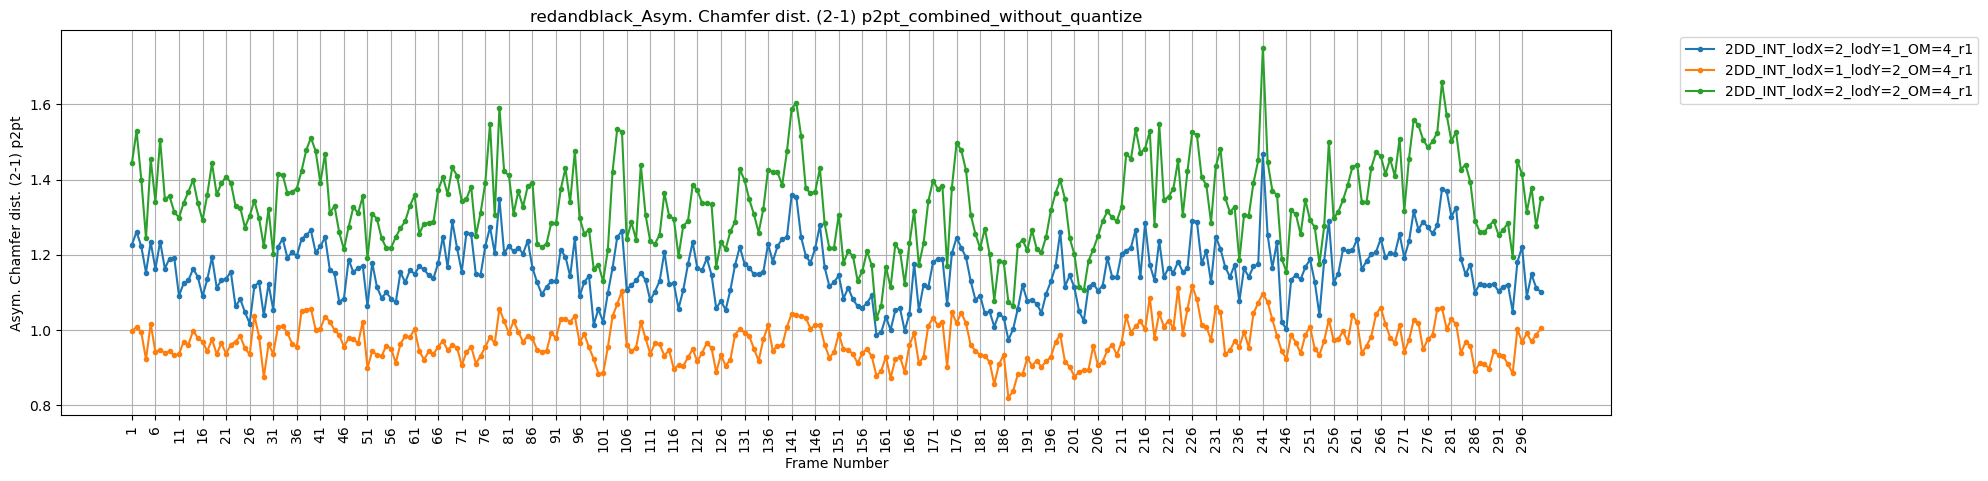 redandblack_Asym. Chamfer dist. (2-1) p2pt_combined_without_quantize
Asym. Chamfer dist. (2-1) p2pt
1.6
1.4
1.2
1.0
0.8
1 6 11 16 21 26 31 36 41 46 51 56 61 66 71 76 81 86 91 96 101 106 111 116 121 126 131 136 141 146 151 156 161 166 171 176 181 186 191 196 201 206 211 216 221 226 231 236 241 246 251 256 261 266 271 276 281 286 291 296
Frame Number
2DD_INT_lodX=2_lodY=1_OM=4_r1
2DD_INT_lodX=1_lodY=2_OM=4_r1
2DD_INT_lodX=2_lodY=2_OM=4_r1